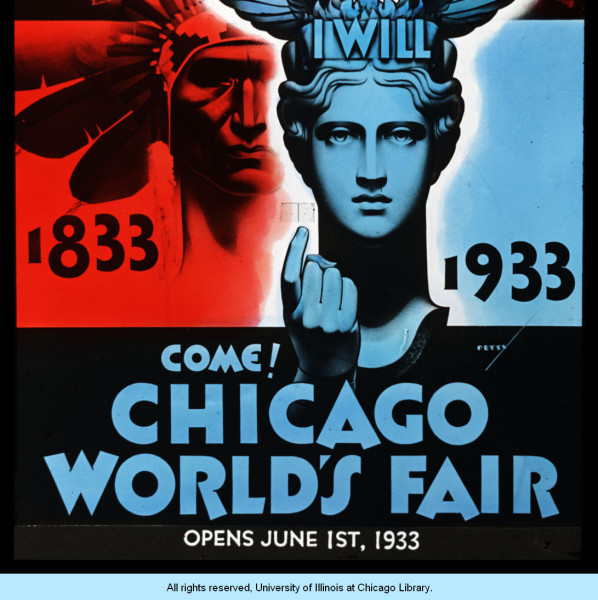 I WILL
1833
1933
PETTY
COME!
CHICAGO
WORLD'S FAIR
OPENS JUNE 1ST, 1933
All rights reserved, University of Illinois at Chicago Library.